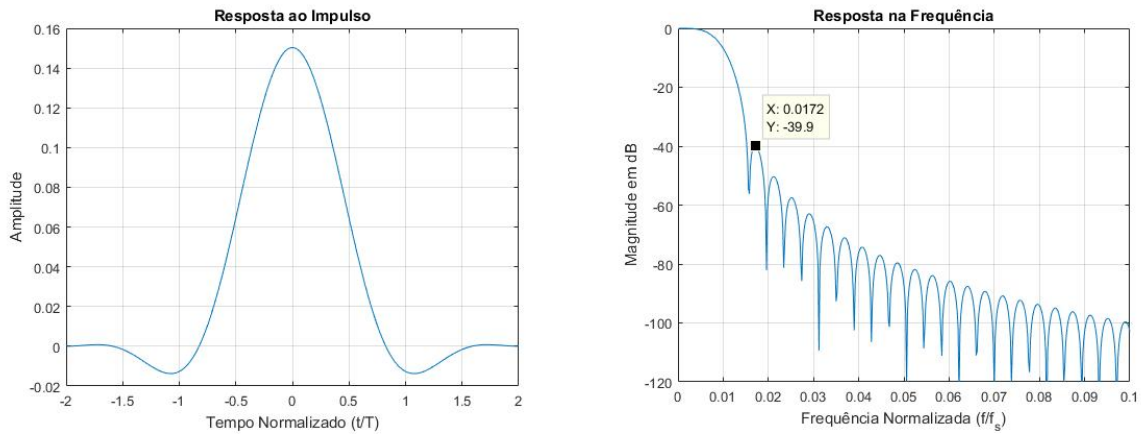 Resposta ao Impulso
0.16
0.14
0.12
0.1
0.08
0.06
0.04
0.02
0
-0.02
Amplitude
-2 -1.5 -1 -0.5 0 0.5 1 1.5 2
Tempo Normalizado (t/T)
Resposta na Frequência
0
-20
-40
-60
-80
-100
-120
Magnitude em dB
X: 0.0172
Y: -39.9
0 0.01 0.02 0.03 0.04 0.05 0.06 0.07 0.08 0.09 0.1
Frequência Normalizada (f/fs)